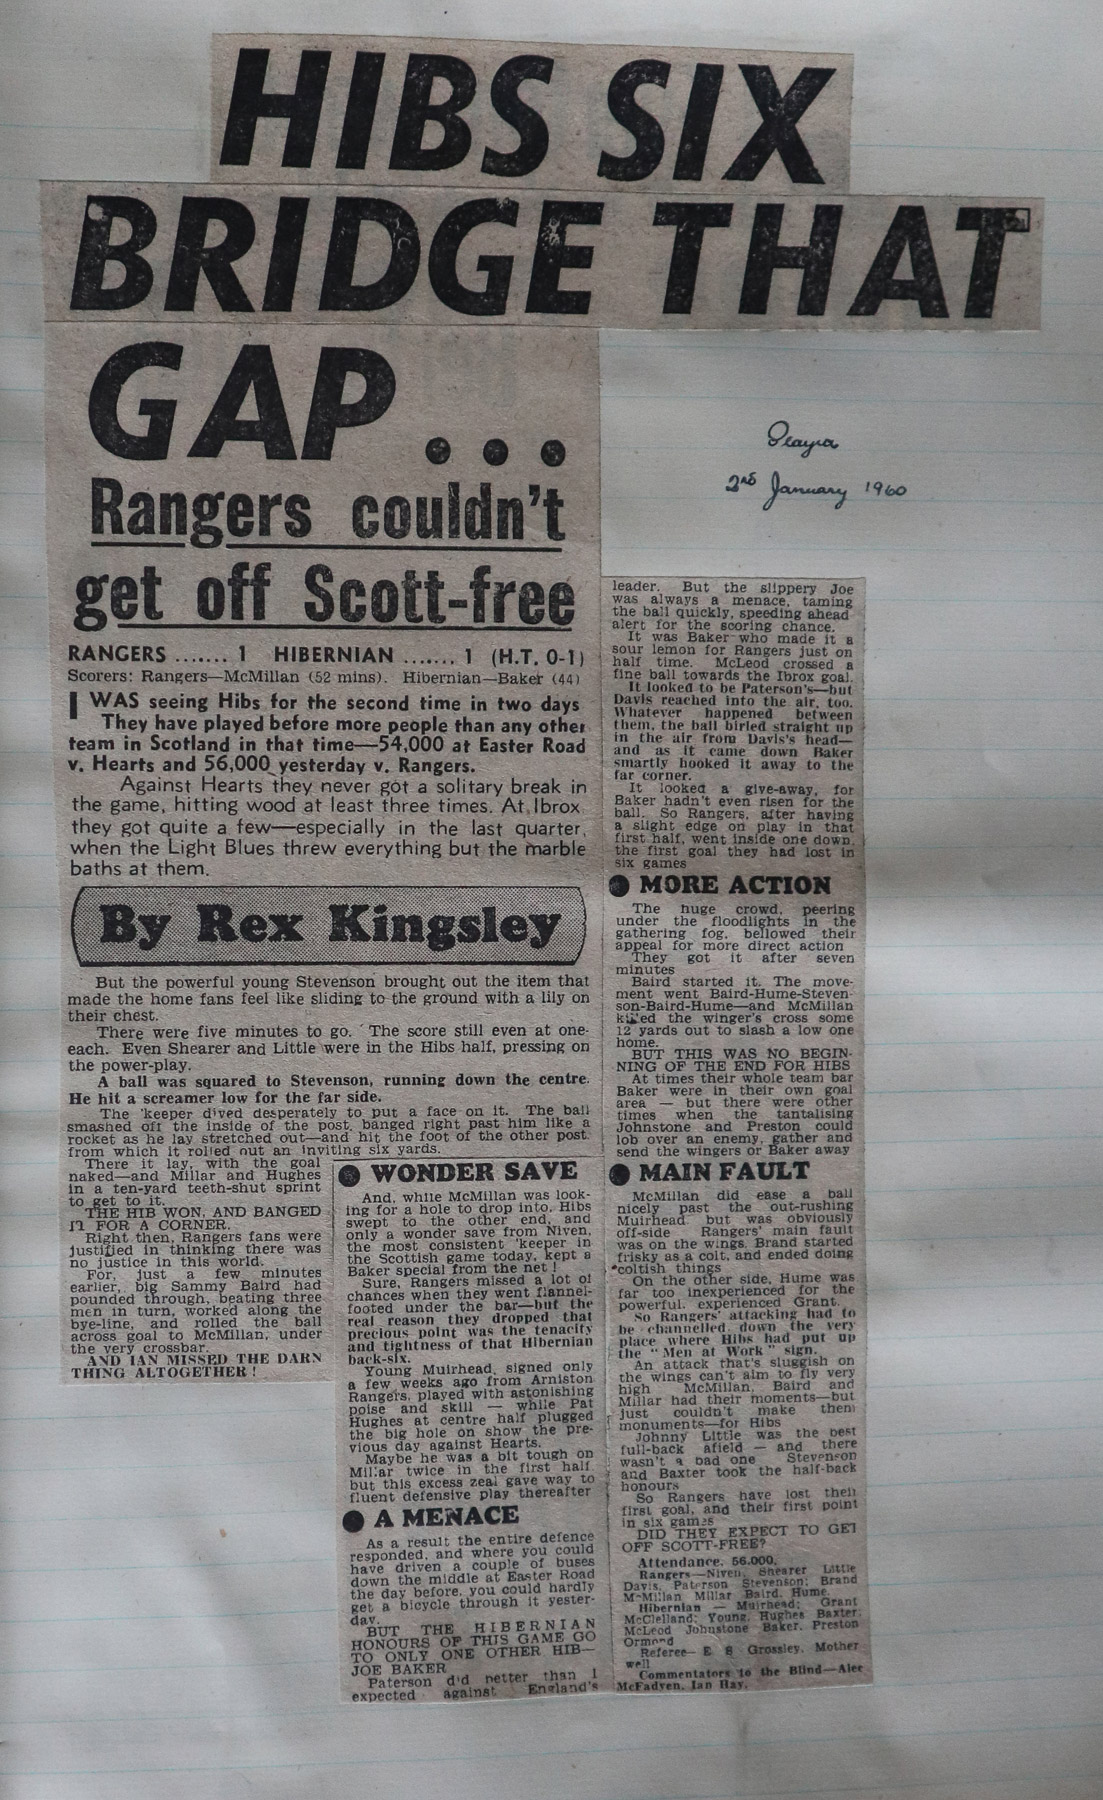 HIBS SIX
BRIDGE THAT
GAP...
Rangers couldn't
get off Scott-free
Played
2nd January 1960
RANGERS ....... 1 HIBERNIAN ....... 1 (H.T. 0-1)
Scorers: Rangers—McMillan (52 mins). Hibernian—Baker (44)
I WAS seeing Hibs for the second time in two days
They have played before more people than any other
team in Scotland in that time—54,000 at Easter Road
v. Hearts and 56,000 yesterday v. Rangers.
Against Hearts they never got a solitary break in
the game, hitting wood at least three times. At Ibrox
they got quite a few—especially in the last quarter,
when the Light Blues threw everything but the marble
baths at them.
By Rex Kingsley
But the powerful young Stevenson brought out the item that
made the home fans feel like sliding to the ground with a lily on
their chest.
There were five minutes to go. The score still even at one-
each. Even Shearer and Little were in the Hibs half, pressing on
the power-play.
A ball was squared to Stevenson, running down the centre.
He hit a screamer low for the far side.
The 'keeper dived desperately to put a face on it. The ball
smashed off the inside of the post, banged right past him like a
rocket as he lay stretched out—and hit the foot of the other post
from which it rolled out an inviting six yards.
There it lay, with the goal
naked—and Millar and Hughes
in a ten-yard teeth-shut sprint
to get to it.
THE HIB WON, AND BANGED
IT FOR A CORNER.
Right then, Rangers fans were
justified in thinking there was
no justice in this world.
For, just a few minutes
earlier, big Sammy Baird had
pounded through, beating three
men in turn, worked along the
bye-line, and rolled the ball
across goal to McMillan, under
the very crossbar.
AND IAN MISSED THE DARN
THING ALTOGETHER!
● WONDER SAVE
And, while McMillan was look-
ing for a hole to drop into, Hibs
swept to the other end, and
only a wonder save from Niven,
the most consistent 'keeper in
the Scottish game today, kept a
Baker special from the net!
Sure, Rangers missed a lot of
chances when they went flannel-
footed under the bar—but the
real reason they dropped that
precious point was the tenacity
and tightness of that Hibernian
back-six.
Young Muirhead, signed only
a few weeks ago from Arniston
Rangers, played with astonishing
poise and skill — while Pat
Hughes at centre half plugged
the big hole on show the pre-
vious day against Hearts.
Maybe he was a bit tough on
Millar twice in the first half
but this excess zeal gave way to
fluent defensive play thereafter
● A MENACE
As a result the entire defence
responded, and where you could
have driven a couple of buses
down the middle at Easter Road
the day before, you could hardly
get a bicycle through it yester-
day.
BUT THE HIBERNIAN
HONOURS OF THIS GAME GO
TO ONLY ONE OTHER HIB—
JOE BAKER
Paterson did better than I
expected against England's
leader. But the slippery Joe
was always a menace, taming
the ball quickly, speeding ahead
alert for the scoring chance.
It was Baker who made it a
sour lemon for Rangers just on
half time. McLeod crossed a
fine ball towards the Ibrox goal.
It looked to be Paterson's—but
Davis reached into the air, too.
Whatever happened between
them, the ball birled straight up
in the air from Davis's head—
and as it came down Baker
smartly hooked it away to the
far corner.
It looked a give-away, for
Baker hadn't even risen for the
ball. So Rangers, after having
a slight edge on play in that
first half, went inside one down,
the first goal they had lost in
six games
● MORE ACTION
The huge crowd, peering
under the floodlights in the
gathering fog, bellowed their
appeal for more direct action
They got it after seven
minutes
Baird started it. The move-
ment went Baird-Hume-Steven-
son-Baird-Hume—and McMillan
killed the winger's cross some
12 yards out to slash a low one
home.
BUT THIS WAS NO BEGIN-
NING OF THE END FOR HIBS
At times their whole team bar
Baker were in their own goal
area — but there were other
times when the tantalising
Johnstone and Preston could
lob over an enemy, gather and
send the wingers or Baker away
● MAIN FAULT
McMillan did ease a ball
nicely past the out-rushing
Muirhead but was obviously
off-side Rangers' main fault
was on the wings. Brand started
frisky as a colt, and ended doing
coltish things
On the other side, Hume was
far too inexperienced for the
powerful, experienced Grant.
So Rangers' attacking had to
be channelled down the very
place where Hibs had put up
the "Men at Work" sign.
An attack that's sluggish on
the wings can't aim to fly very
high McMillan, Baird and
Millar had their moments—but
just couldn't make them
monuments—for Hibs
Johnny Little was the best
full-back afield — and there
wasn't a bad one Stevenson
and Baxter took the half-back
honours
So Rangers have lost their
first goal, and their first point
in six games
DID THEY EXPECT TO GET
OFF SCOTT-FREE?
Attendance, 56,000.
Rangers—Niven, Shearer Little
Davis, Paterson Stevenson; Brand
McMillan Millar Baird, Hume.
Hibernian — Muirhead; Grant
McClelland; Young, Hughes Baxter;
McLeod Johnstone Baker, Preston
Ormond
Referee—E B Grossley, Mother
well
Commentators to the Blind—Alec
McFadyen, Ian Hay.